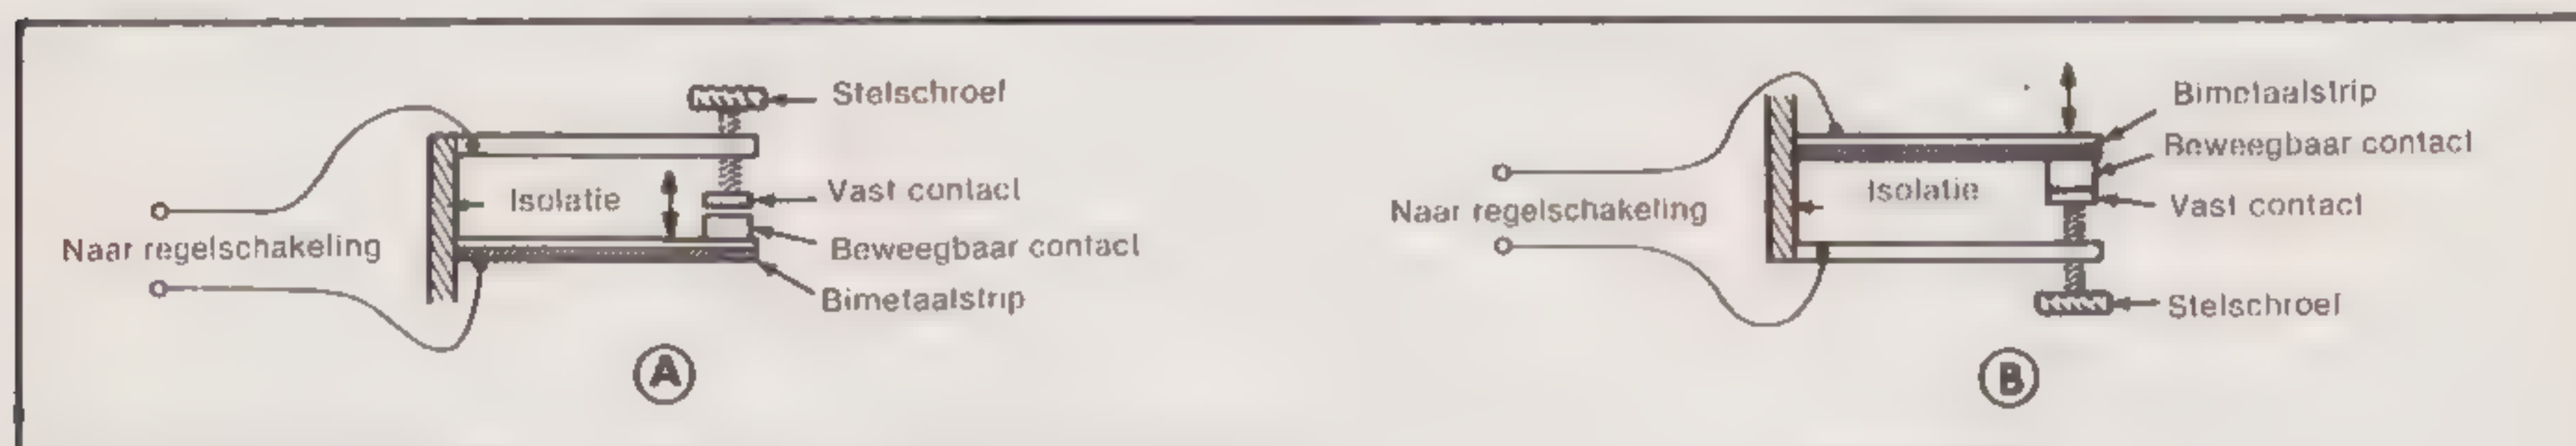 Stelschroef
Vast contact
Isolatie
Naar regelschakeling
Beweegbaar contact
Bimetaalstrip
A
Bimetaalstrip
Beweegbaar contact
Isolatie
Vast contact
Naar regelschakeling
Stelschroef
B